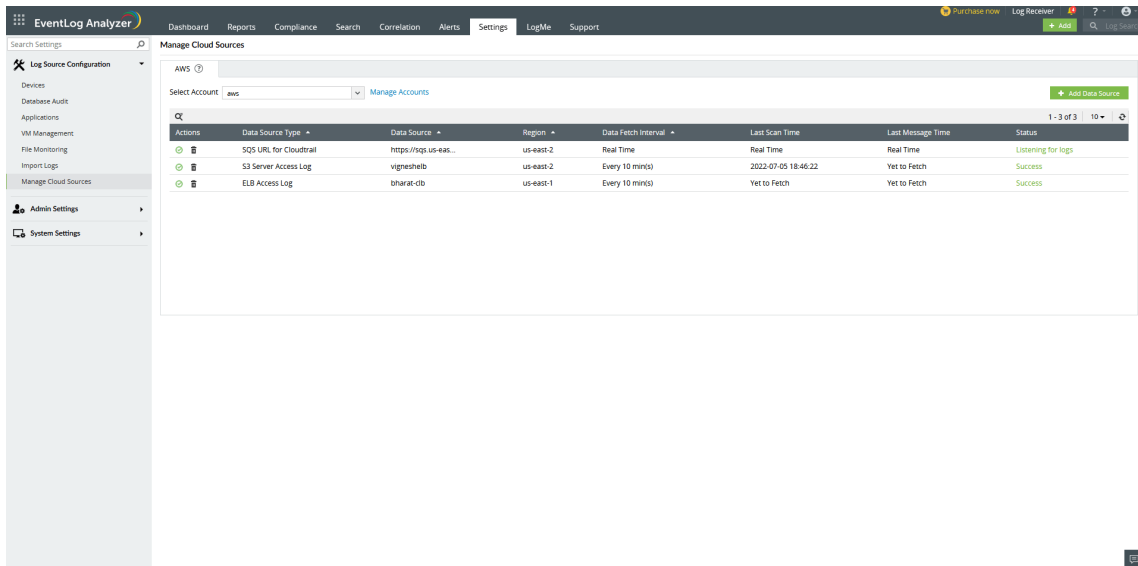 Purchase now Log Receiver ?
EventLog Analyzer
Dashboard Reports Compliance Search Correlation Alerts Settings LogMe Support
+ Add Log Sear
Search Settings
Manage Cloud Sources
Log Source Configuration
AWS ?
Devices
Select Account aws Manage Accounts
+ Add Data Source
Database Audit
Applications
1 - 3 of 3 10
VM Management
Actions Data Source Type Data Source Region Data Fetch Interval Last Scan Time Last Message Time Status
File Monitoring
SQS URL for Cloudtrail https://sqs.us-eas... us-east-2 Real Time Real Time Real Time Listening for logs
Import Logs
S3 Server Access Log vigneshelb us-east-2 Every 10 min(s) 2022-07-05 18:46:22 Yet to Fetch Success
Manage Cloud Sources
ELB Access Log bharat-clb us-east-1 Every 10 min(s) Yet to Fetch Yet to Fetch Success
Admin Settings
System Settings